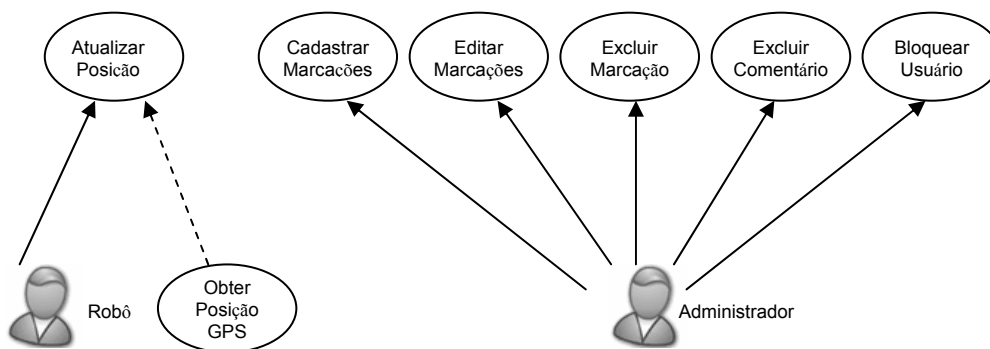 Atualizar
Posição
Cadastrar
Marcações
Editar
Marcações
Excluir
Marcação
Excluir
Comentário
Bloquear
Usuário
Robô
Obter
Posição
GPS
Administrador